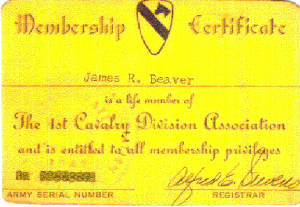 Membership Certificate
James R. Beaver
is a life member of
The 1st Cavalry Division Association
and is entitled to all membership privileges
No
ARMY SERIAL NUMBER
REGISTRAR